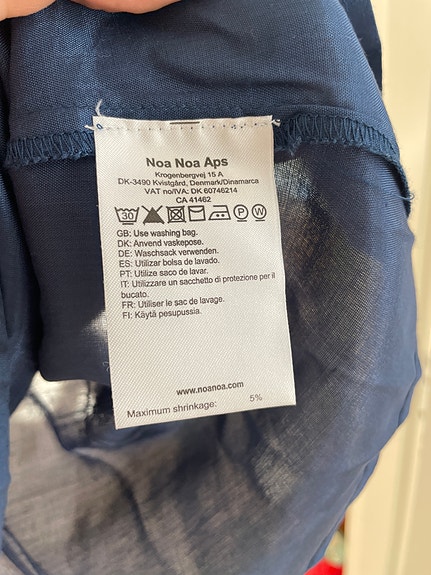 Noa Noa Aps
Krogenbergvej 15 A
DK-3490 Kvistgård, Denmark/Dinamarca
VAT no/IVA: DK 60746214
CA 41462
30 P W
GB: Use washing bag.
DK: Anvend vaskepose.
DE: Waschsack verwenden.
ES: Utilizar bolsa de lavado.
PT: Utilize saco de lavar.
IT: Utilizzare un sacchetto di protezione per il
bucato.
FR: Utiliser le sac de lavage.
FI: Käytä pesupussia.
www.noanoa.com
Maximum shrinkage: 5%